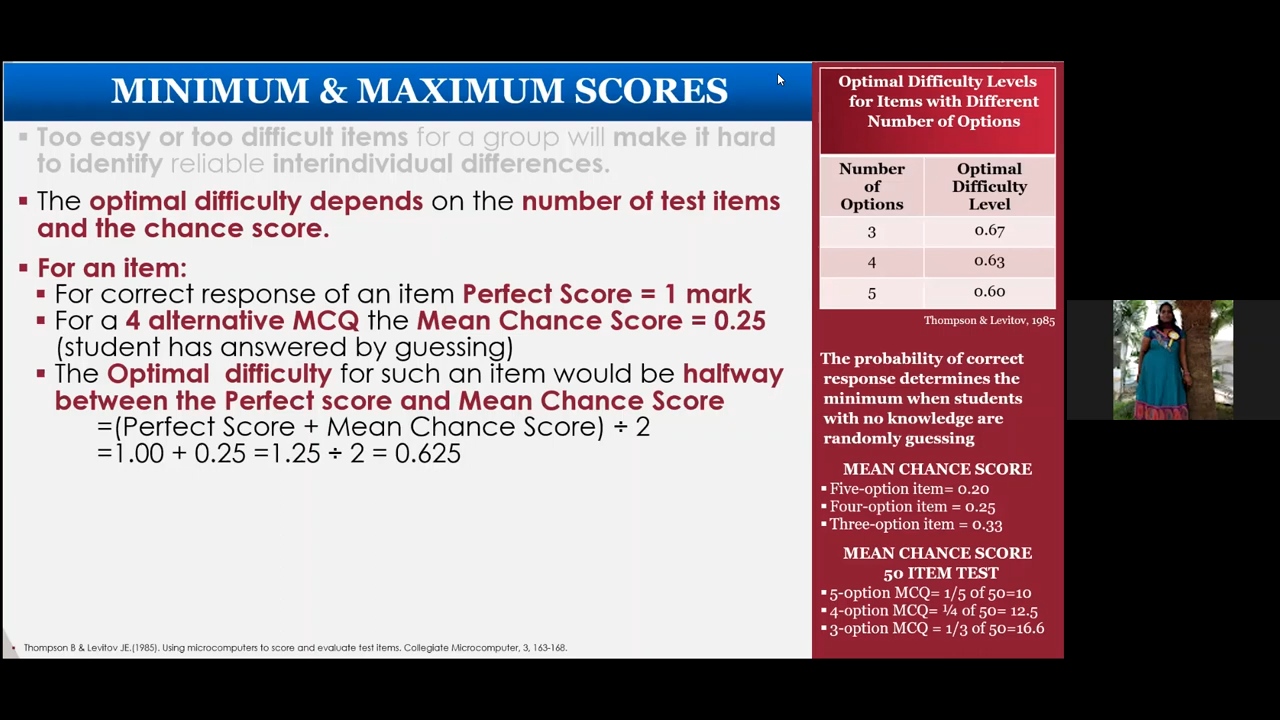 MINIMUM & MAXIMUM SCORES
▪ Too easy or too difficult items for a group will make it hard
to identify reliable interindividual differences.
▪ The optimal difficulty depends on the number of test items
and the chance score.
▪ For an item:
▪ For correct response of an item Perfect Score = 1 mark
▪ For a 4 alternative MCQ the Mean Chance Score = 0.25
(student has answered by guessing)
▪ The Optimal difficulty for such an item would be halfway
between the Perfect score and Mean Chance Score
=(Perfect Score + Mean Chance Score) ÷ 2
=1.00 + 0.25 =1.25 ÷ 2 = 0.625
• Thompson B & Levitov JE.(1985). Using microcomputers to score and evaluate test items. Collegiate Microcomputer, 3, 163-168.
Optimal Difficulty Levels
for Items with Different
Number of Options
Number
of
Options
Optimal
Difficulty
Level
3 0.67
4 0.63
5 0.60
Thompson & Levitov, 1985
The probability of correct
response determines the
minimum when students
with no knowledge are
randomly guessing
MEAN CHANCE SCORE
▪ Five-option item= 0.20
▪ Four-option item = 0.25
▪ Three-option item = 0.33
MEAN CHANCE SCORE
50 ITEM TEST
▪ 5-option MCQ= 1/5 of 50=10
▪ 4-option MCQ= ¼ of 50= 12.5
▪ 3-option MCQ = 1/3 of 50=16.6